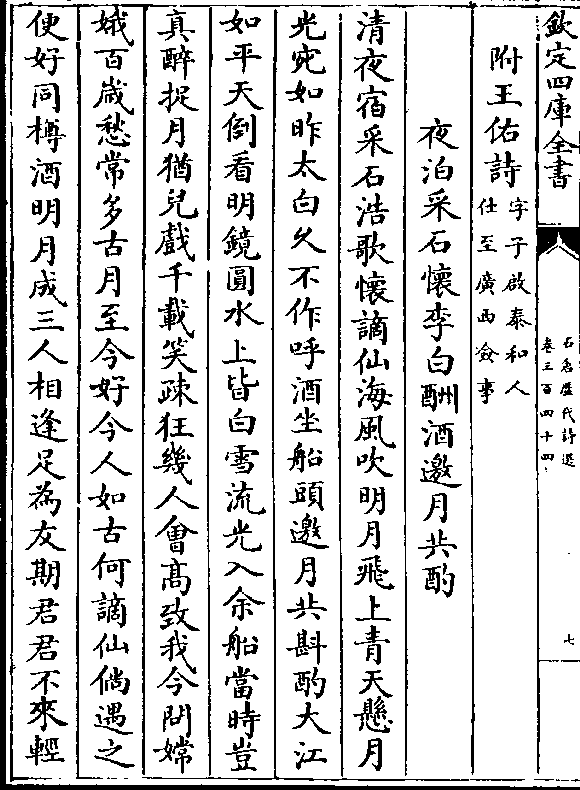 欽定四庫全書
石倉歷代詩選
卷三百四十四
七
附王佑詩
字子啟泰和人
仕至廣西僉事
夜泊采石懷李白酬酒邀月共酌
清夜宿采石浩歌懷謫仙海風吹明月飛上青天懸月
光宛如昨太白久不作呼酒坐船頭邀月共斟酌大江
如平天倒看明鏡圓水上皆白雪流光入余船當時豈
真醉捉月猶兒戲千載笑疎狂幾人會高致我今問嫦
娥百歲愁常多古月至今好今人如古何謫仙倘遇之
便好同樽酒明月成三人相逢足為友期君君不來輕